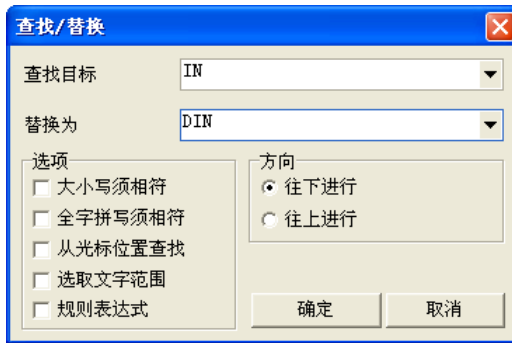 查找/替换
查找目标
IN
替换为
DIN
选项
大小写须相符
全字拼写须相符
从光标位置查找
选取文字范围
规则表达式
方向
往下进行
往上进行
确定
取消